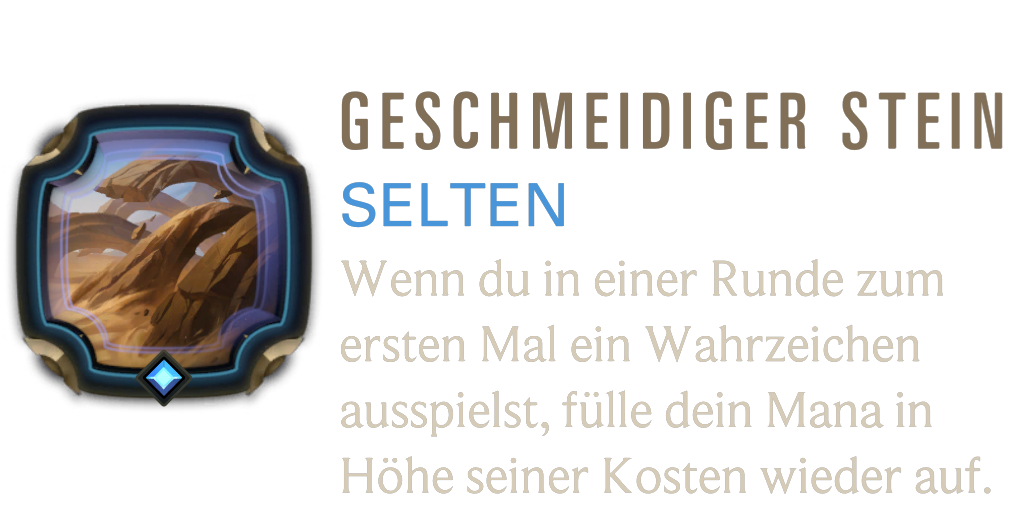 GESCHMEIDIGER STEIN
SELTEN
Wenn du in einer Runde zum
ersten Mal ein Wahrzeichen
ausspielst, fülle dein Mana in
Höhe seiner Kosten wieder auf.